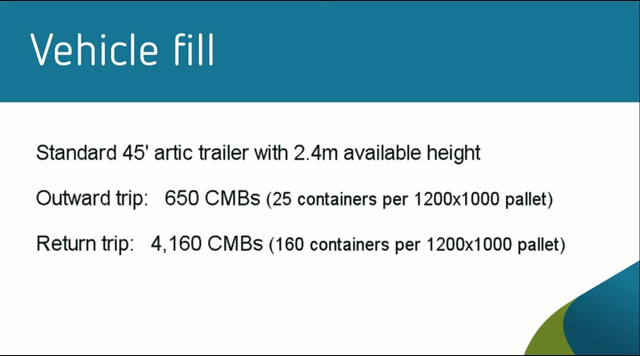 Vehicle fill
Standard 45' artic trailer with 2.4m available height
Outward trip: 650 CMBs (25 containers per 1200x1000 pallet)
Return trip: 4,160 CMBs (160 containers per 1200x1000 pallet)